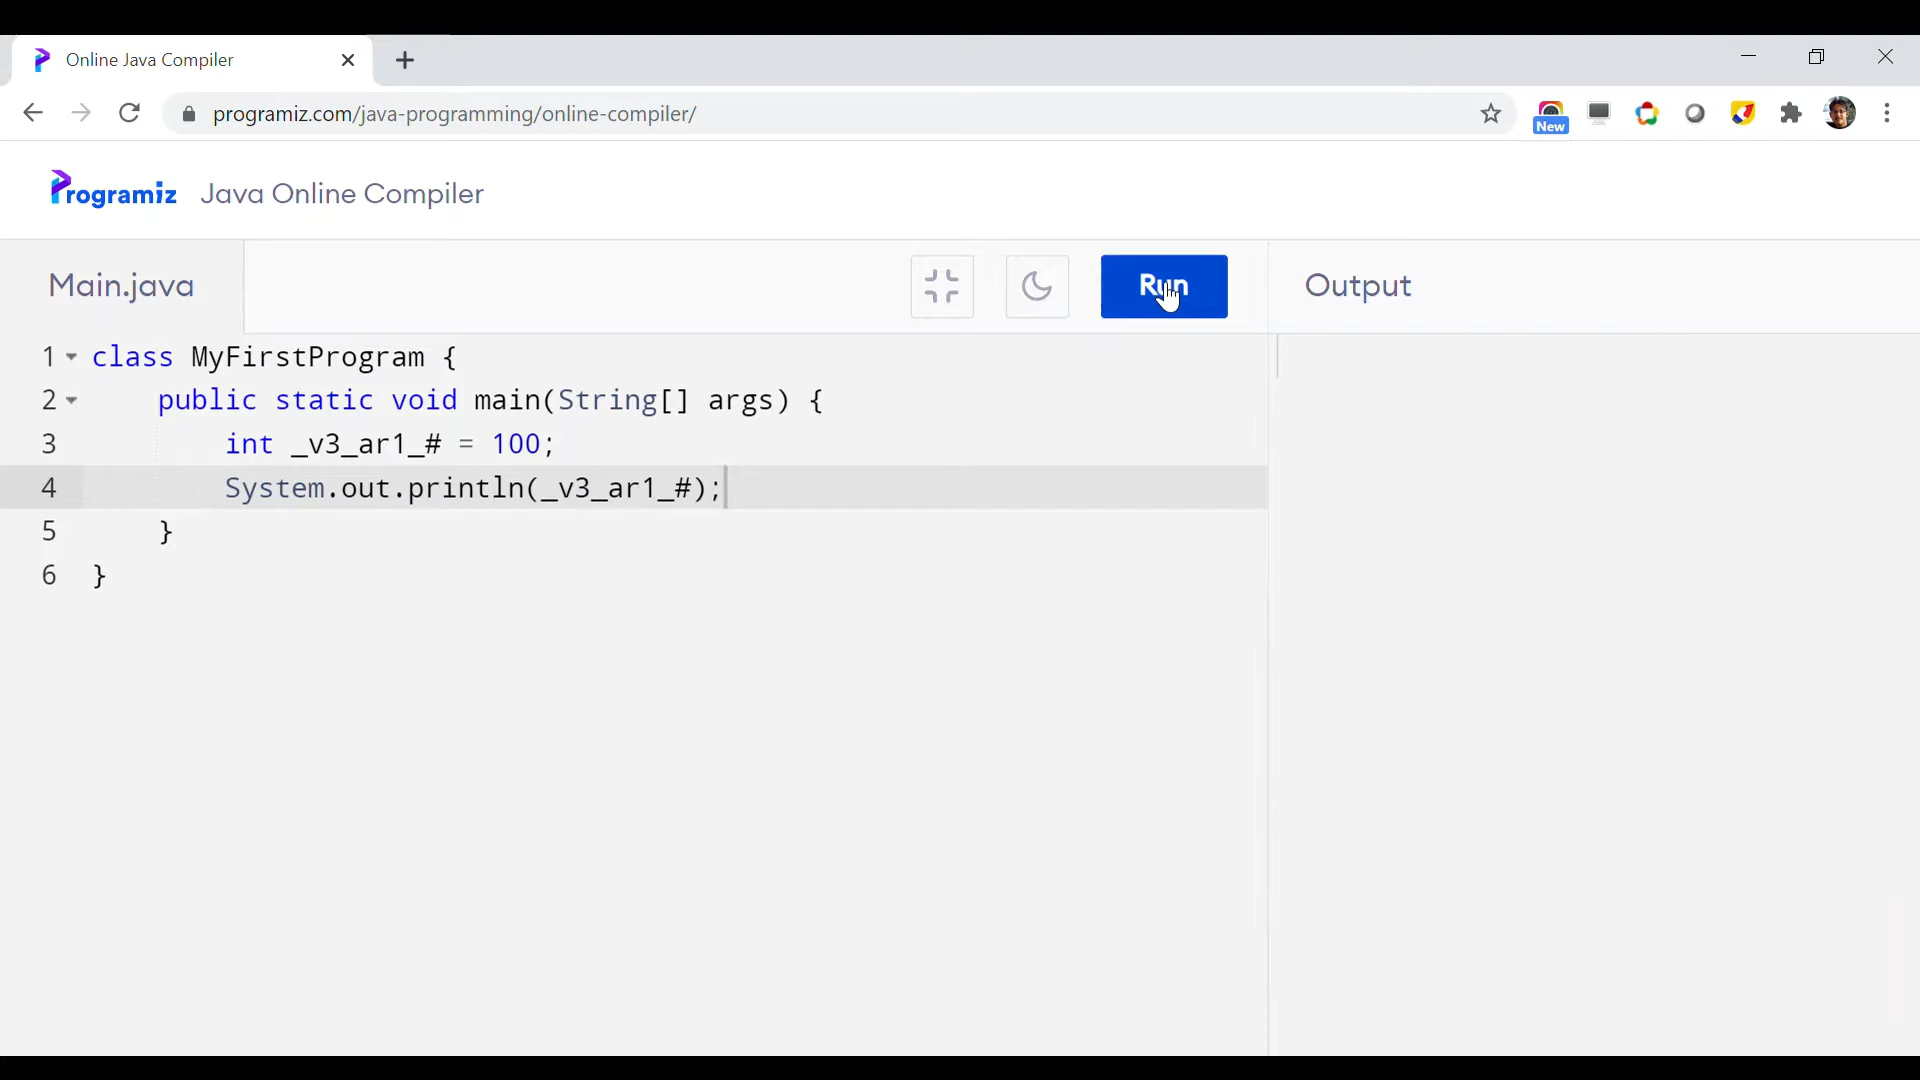 Online Java Compiler
programiz.com/java-programming/online-compiler/
New
Programiz Java Online Compiler
Main.java
Run
Output
1 class MyFirstProgram {
2 public static void main(String[] args) {
3 int _v3_ar1_# = 100;
4 System.out.println(_v3_ar1_#);
5 }
6 }